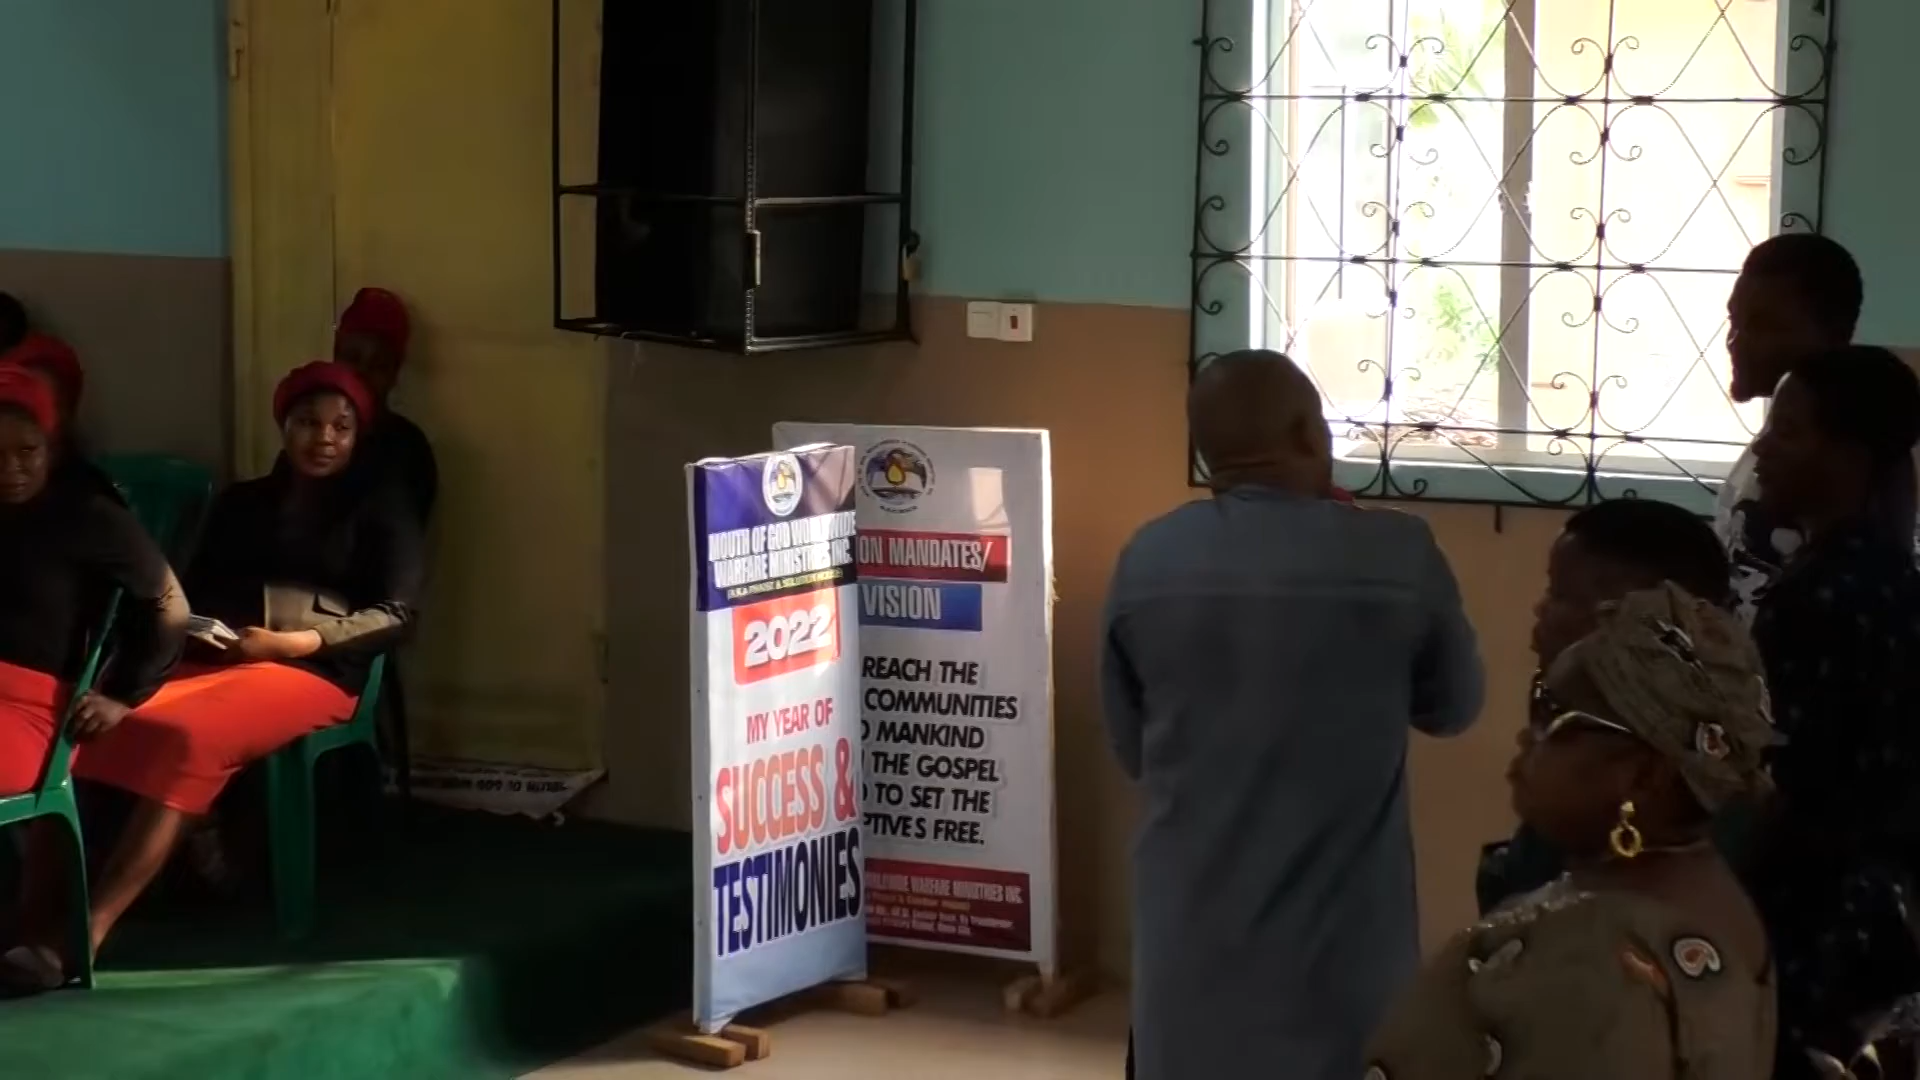 MOUTH OF GOD WORLDWIDE
WARFARE MINISTRIES INC.
2022
MY YEAR OF
SUCCESS &
TESTIMONIES
ON MANDATES/
VISION
REACH THE
COMMUNITIES
MANKIND
THE GOSPEL
TO SET THE
PTIVES FREE.
WARFARE MINISTRIES INC.